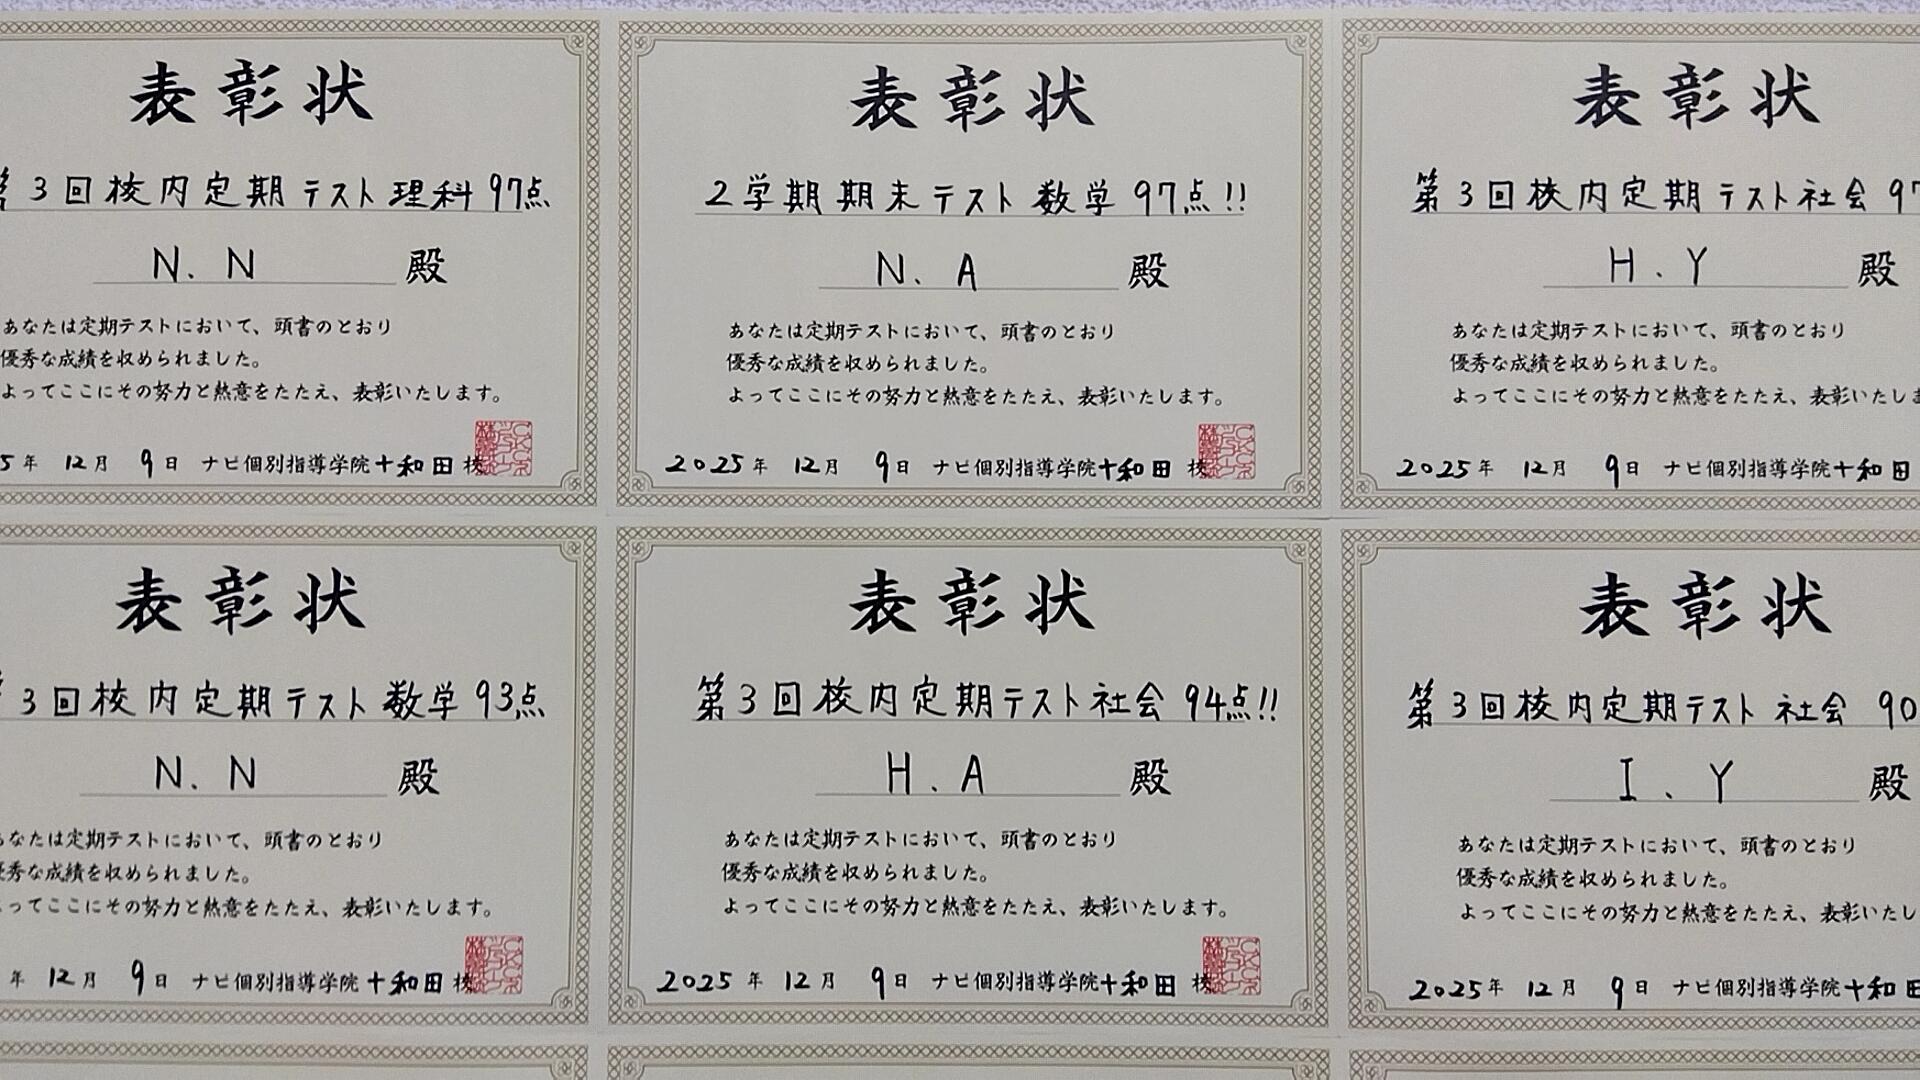 表彰状
3回校内定期テスト理科97点
N.N 殿
あなたは定期テストにおいて、頭書のとおり
優秀な成績を収められました。
よってここにその努力と熱意をたたえ、表彰いたします。
5年 12月 9日 ナビ個別指導学院十和田校
表彰状
2学期期末テスト数学97点!!
N.A 殿
あなたは定期テストにおいて、頭書のとおり
優秀な成績を収められました。
よってここにその努力と熱意をたたえ、表彰いたします。
2025年 12月 9日 ナビ個別指導学院十和田校
表彰状
第3回校内定期テスト社会97
H.Y 殿
あなたは定期テストにおいて、頭書のとおり
優秀な成績を収められました。
よってここにその努力と熱意をたたえ、表彰いたしま
2025年 12月 9日 ナビ個別指導学院十和田
表彰状
3回校内定期テスト数学93点
N.N 殿
あなたは定期テストにおいて、頭書のとおり
優秀な成績を収められました。
よってここにその努力と熱意をたたえ、表彰いたします。
年 12月 9日 ナビ個別指導学院十和田校
表彰状
第3回校内定期テスト社会94点!!
H.A 殿
あなたは定期テストにおいて、頭書のとおり
優秀な成績を収められました。
よってここにその努力と熱意をたたえ、表彰いたします。
2025年 12月 9日 ナビ個別指導学院十和田校
表彰状
第3回校内定期テスト社会 90
I.Y 殿
あなたは定期テストにおいて、頭書のとおり
優秀な成績を収められました。
よってここにその努力と熱意をたたえ、表彰いたし
2025年 12月 9日 ナビ個別指導学院十和田